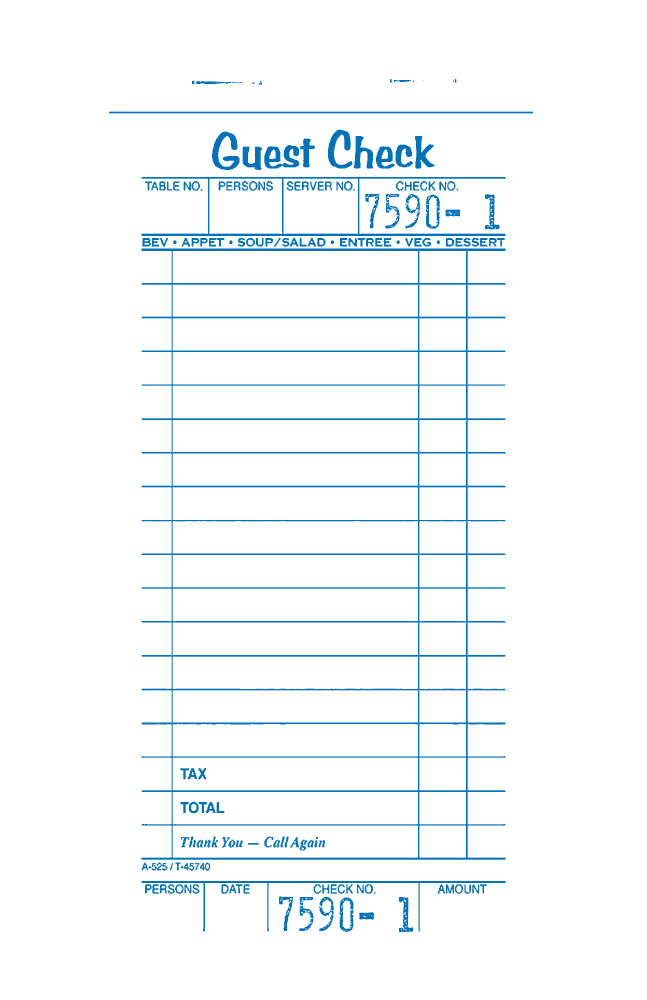 Guest Check
TABLE NO. PERSONS SERVER NO. CHECK NO.
7590- 1
BEV • APPET • SOUP/SALAD • ENTREE • VEG • DESSERT
TAX
TOTAL
Thank You — Call Again
A-525 / T-45740
PERSONS DATE CHECK NO. AMOUNT
7590- 1